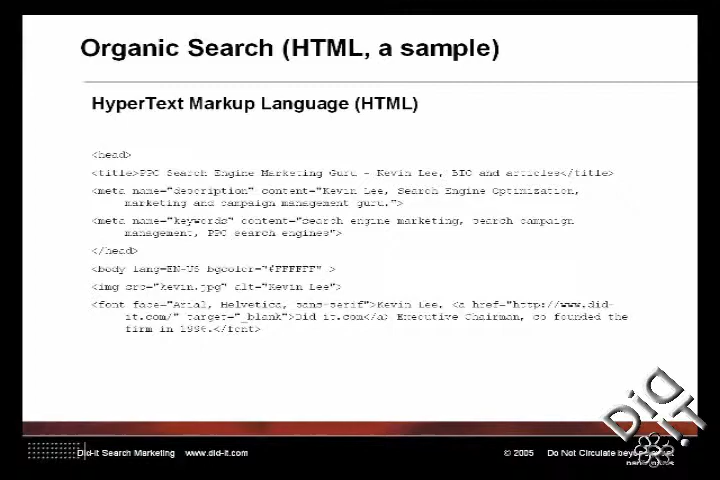 Organic Search (HTML, a sample)
HyperText Markup Language (HTML)
<head>
<title>PPC Search Engine Marketing Guru - Kevin Lee, BIO and articles</title>
<meta name="description" content="Kevin Lee, Search Engine Optimization,
marketing and campaign management guru.">
<meta name="keywords" content="search engine marketing, search campaign
management, PPC search engines">
</head>
<body lang=EN-US bgcolor="#FFFFFF" >
<img src="kevin.jpg" alt="Kevin Lee">
<font face="Arial, Helvetica, sans-serif">Kevin Lee, <a href="http://www.did-
it.com/" target="_blank">Did-it.com</a> Executive Chairman, co-founded the
firm in 1996.</font>
Did it
Did-it Search Marketing www.did-it.com © 2005 Do Not Circulate